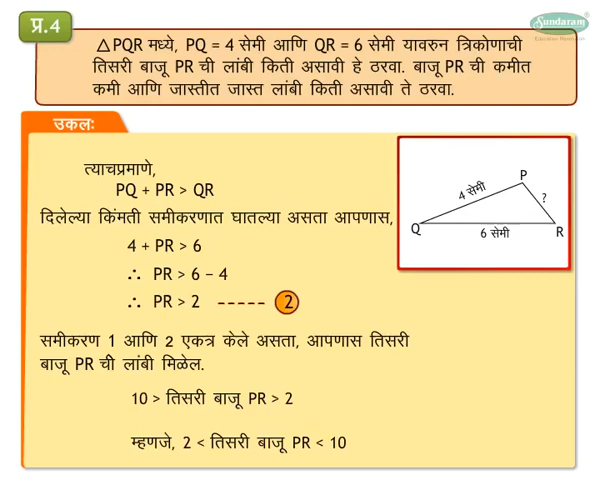 प्र.4
Sundaram
△PQR मध्ये, PQ = 4 सेमी आणि QR = 6 सेमी यावरुन त्रिकोणाची
तिसरी बाजू PR ची लांबी किती असावी हे ठरवा. बाजू PR ची कमीत
कमी आणि जास्तीत जास्त लांबी किती असावी ते ठरवा.
उकलः
त्याचप्रमाणे,
PQ + PR > QR
दिलेल्या किंमती समीकरणात घातल्या असता आपणास,
4 + PR > 6
∴ PR > 6 – 4
∴ PR > 2 ----- 2
समीकरण 1 आणि 2 एकत्र केले असता, आपणास तिसरी
बाजू PR ची लांबी मिळेल.
10 > तिसरी बाजू PR > 2
म्हणजे, 2 < तिसरी बाजू PR < 10
P
4 सेमी
?
Q
R
6 सेमी